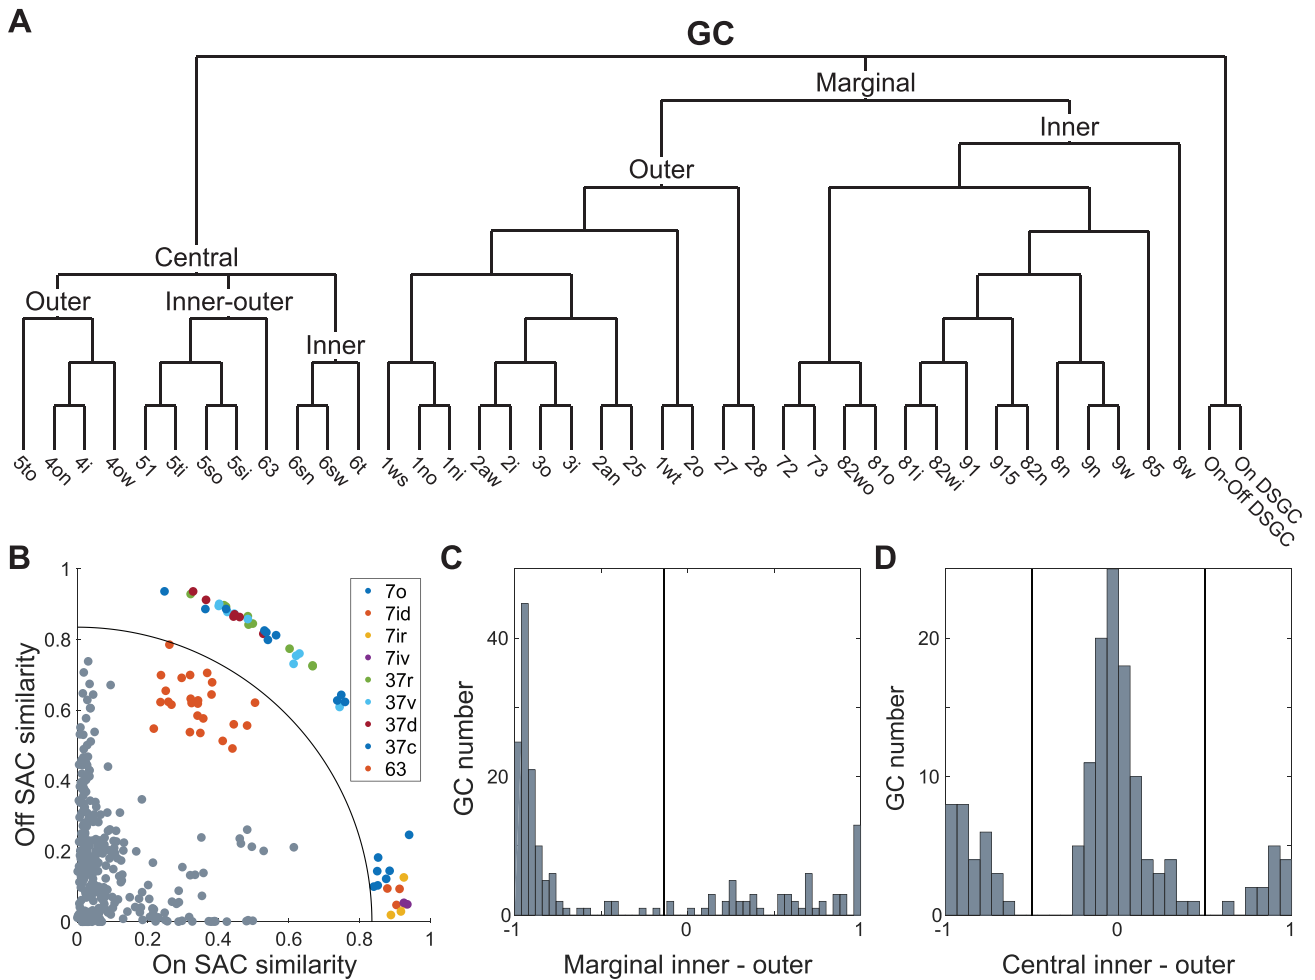 A
GC
Marginal
Inner
Outer
Central
Outer Inner-outer
Inner
5to 4on 4i 4ow 51 5ti 5so 5si 63 6sn 6sw 6t 1ws 1no 1ni 2aw 2i 3o 3i 2an 25 1wt 2o 27 28 72 73 82wo 81o 81i 82wi 91 915 82n 8n 9n 9w 85 8w On-Off DSGC On DSGC
B
1
0.8
0.6
0.4
0.2
0
0 0.2 0.4 0.6 0.8 1
Off SAC similarity
On SAC similarity
7o
7id
7ir
7iv
37r
37v
37d
37c
63
C
40
20
0
-1 0 1
GC number
Marginal inner - outer
D
20
10
0
-1 0 1
GC number
Central inner - outer